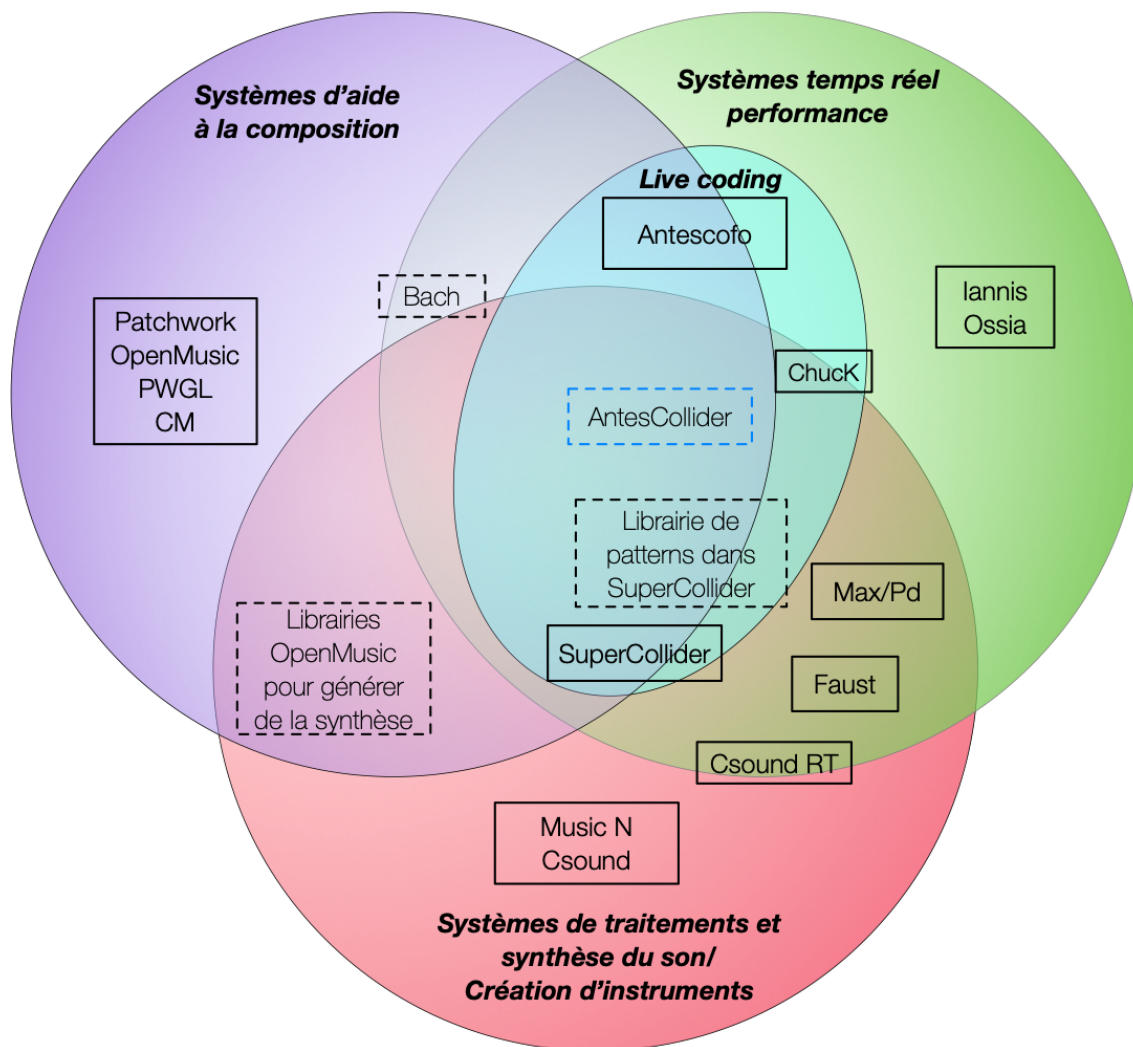 Systèmes d'aide
à la composition
Systèmes temps réel
performance
Live coding
Antescofo
Bach
Iannis
Ossia
Patchwork
OpenMusic
PWGL
CM
ChucK
AntesCollider
Librairie de
patterns dans
SuperCollider
Max/Pd
Librairies
OpenMusic
pour générer
de la synthèse
SuperCollider
Faust
Csound RT
Music N
Csound
Systèmes de traitements et
synthèse du son/
Création d'instruments